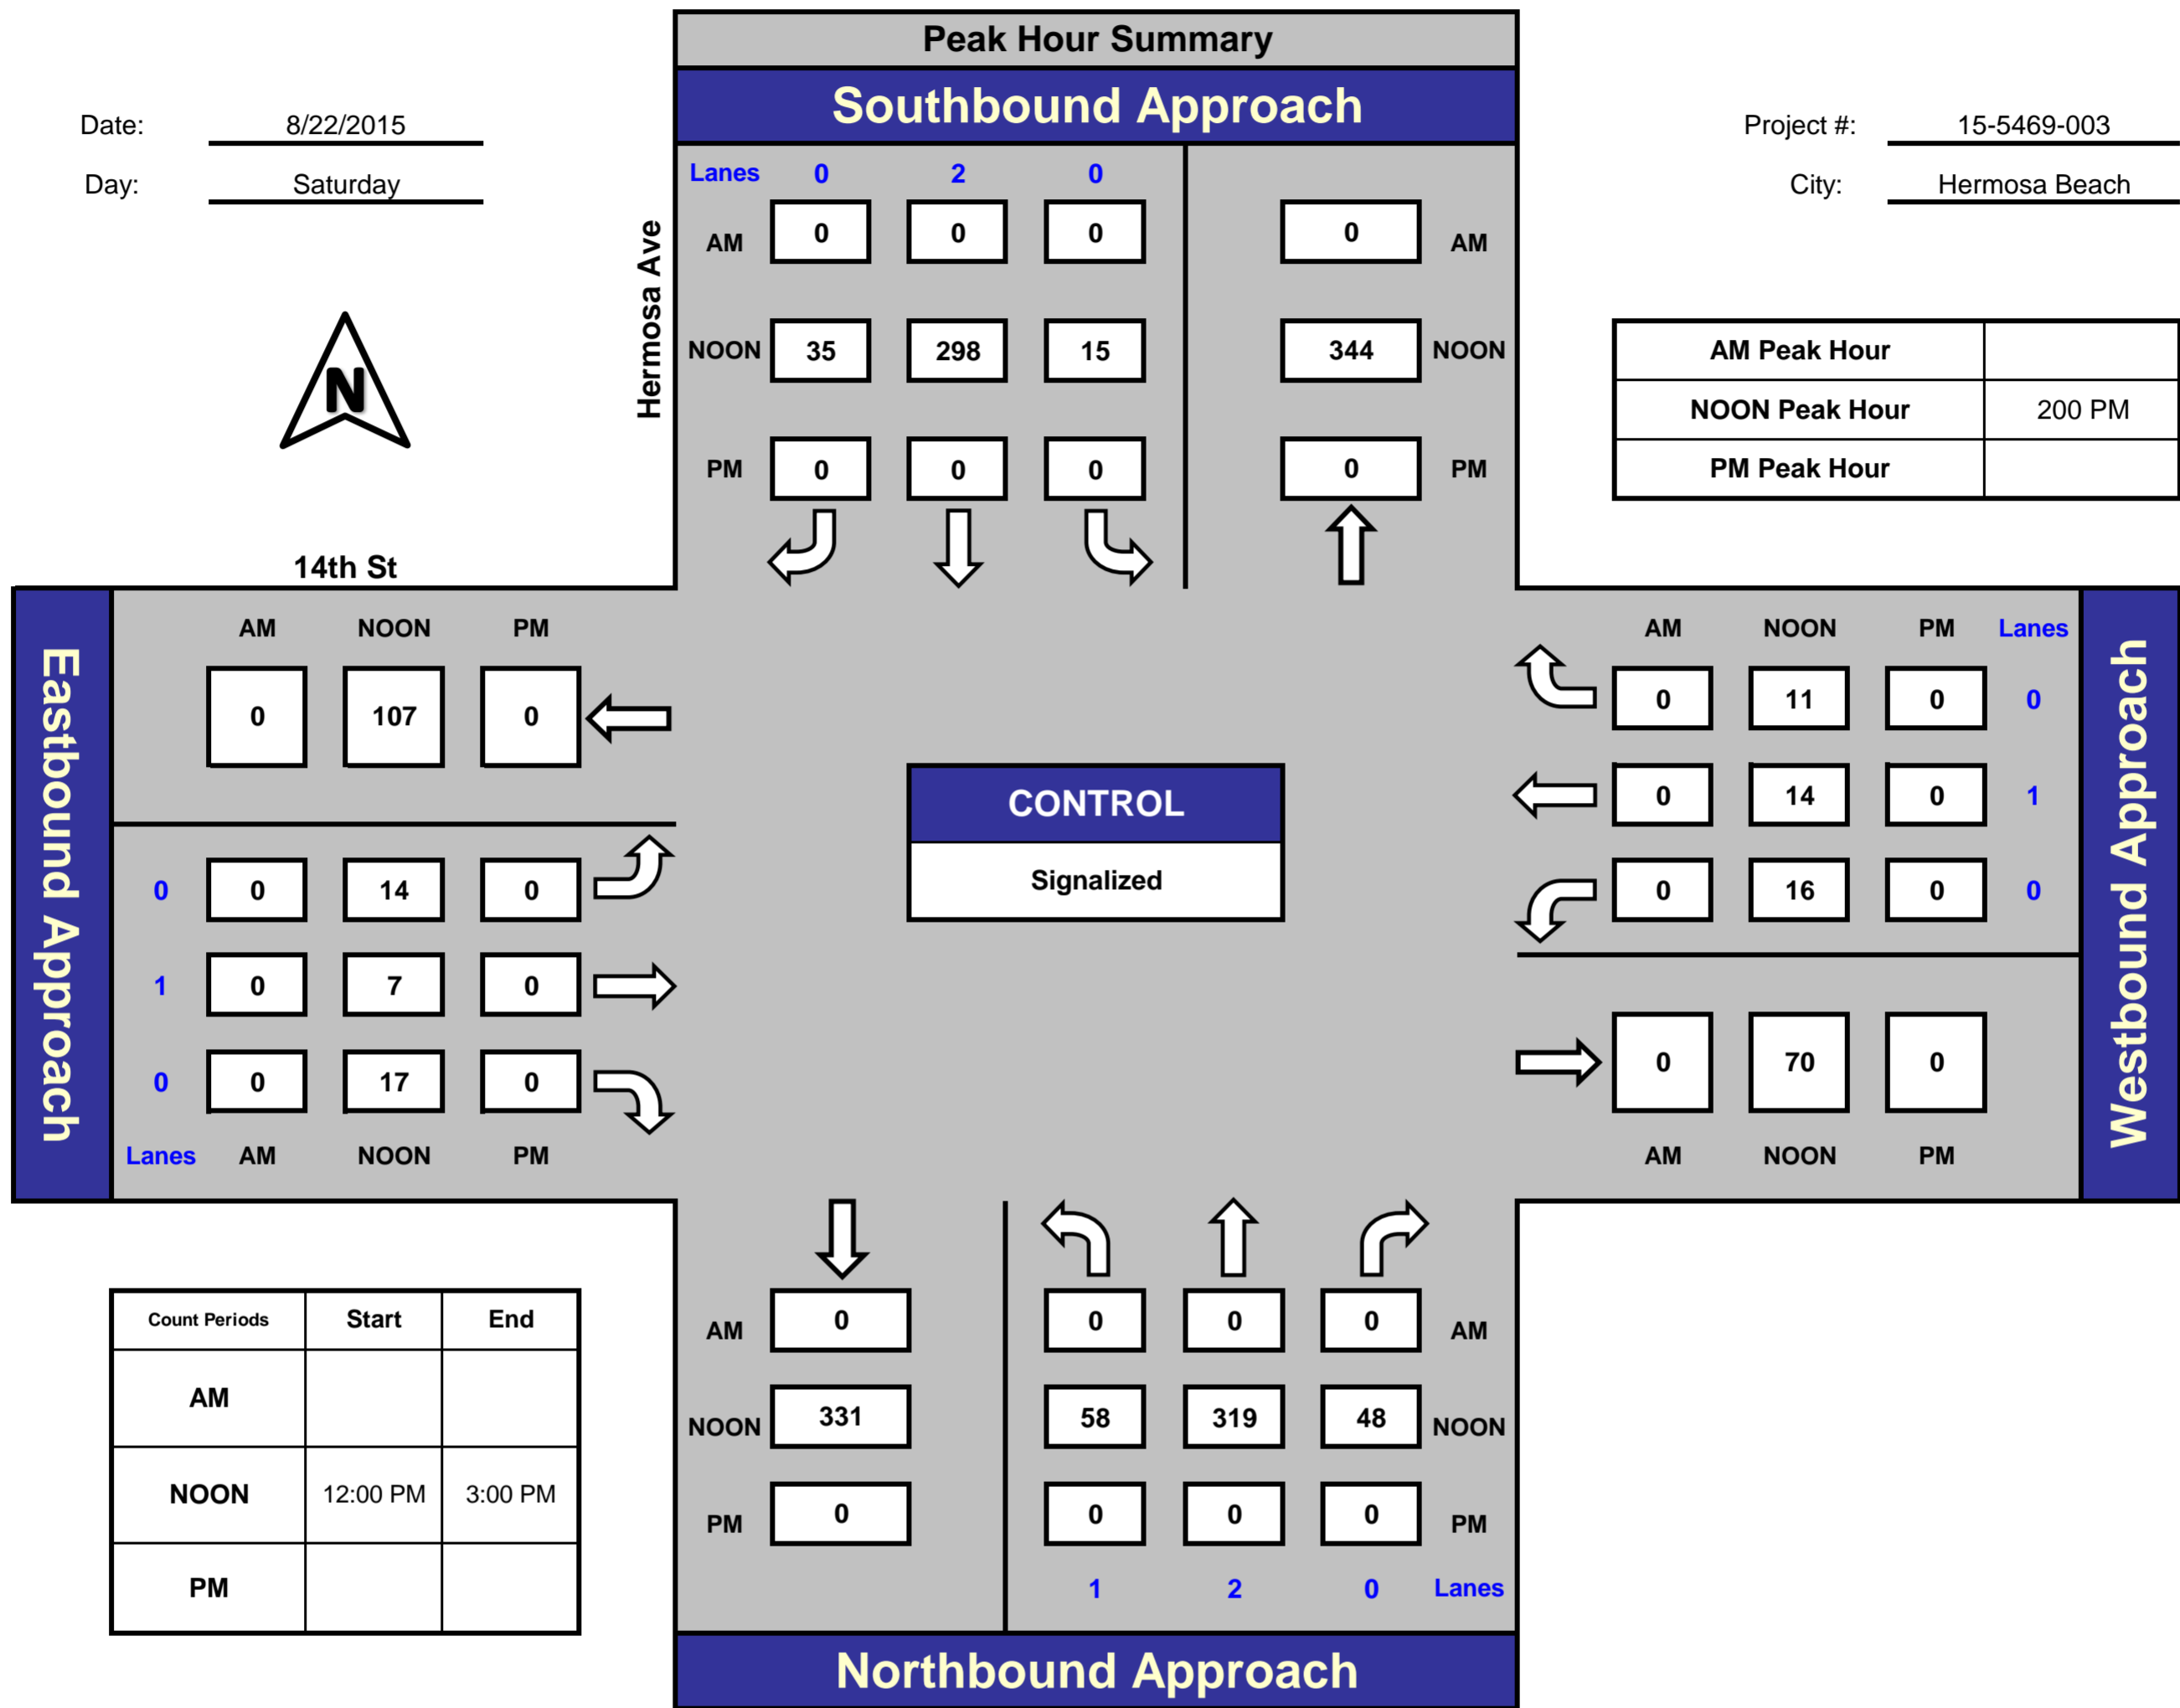 Peak Hour Summary
Southbound Approach
Date: 8/22/2015
Project #: 15-5469-003
Day: Saturday
City: Hermosa Beach
Hermosa Ave
Lanes 0 2 0
AM 0 0 0 0 AM
NOON 35 298 15 344 NOON
PM 0 0 0 0 PM
N
AM Peak Hour
NOON Peak Hour 200 PM
PM Peak Hour
14th St
Eastbound Approach
AM NOON PM
0 107 0
0 0 14 0
1 0 7 0
0 0 17 0
Lanes AM NOON PM
CONTROL
Signalized
AM NOON PM Lanes
0 11 0 0
0 14 0 1
0 16 0 0
0 70 0
AM NOON PM
Westbound Approach
Count Periods Start End
AM
NOON 12:00 PM 3:00 PM
PM
AM 0 0 0 0 AM
NOON 331 58 319 48 NOON
PM 0 0 0 0 PM
1 2 0 Lanes
Northbound Approach